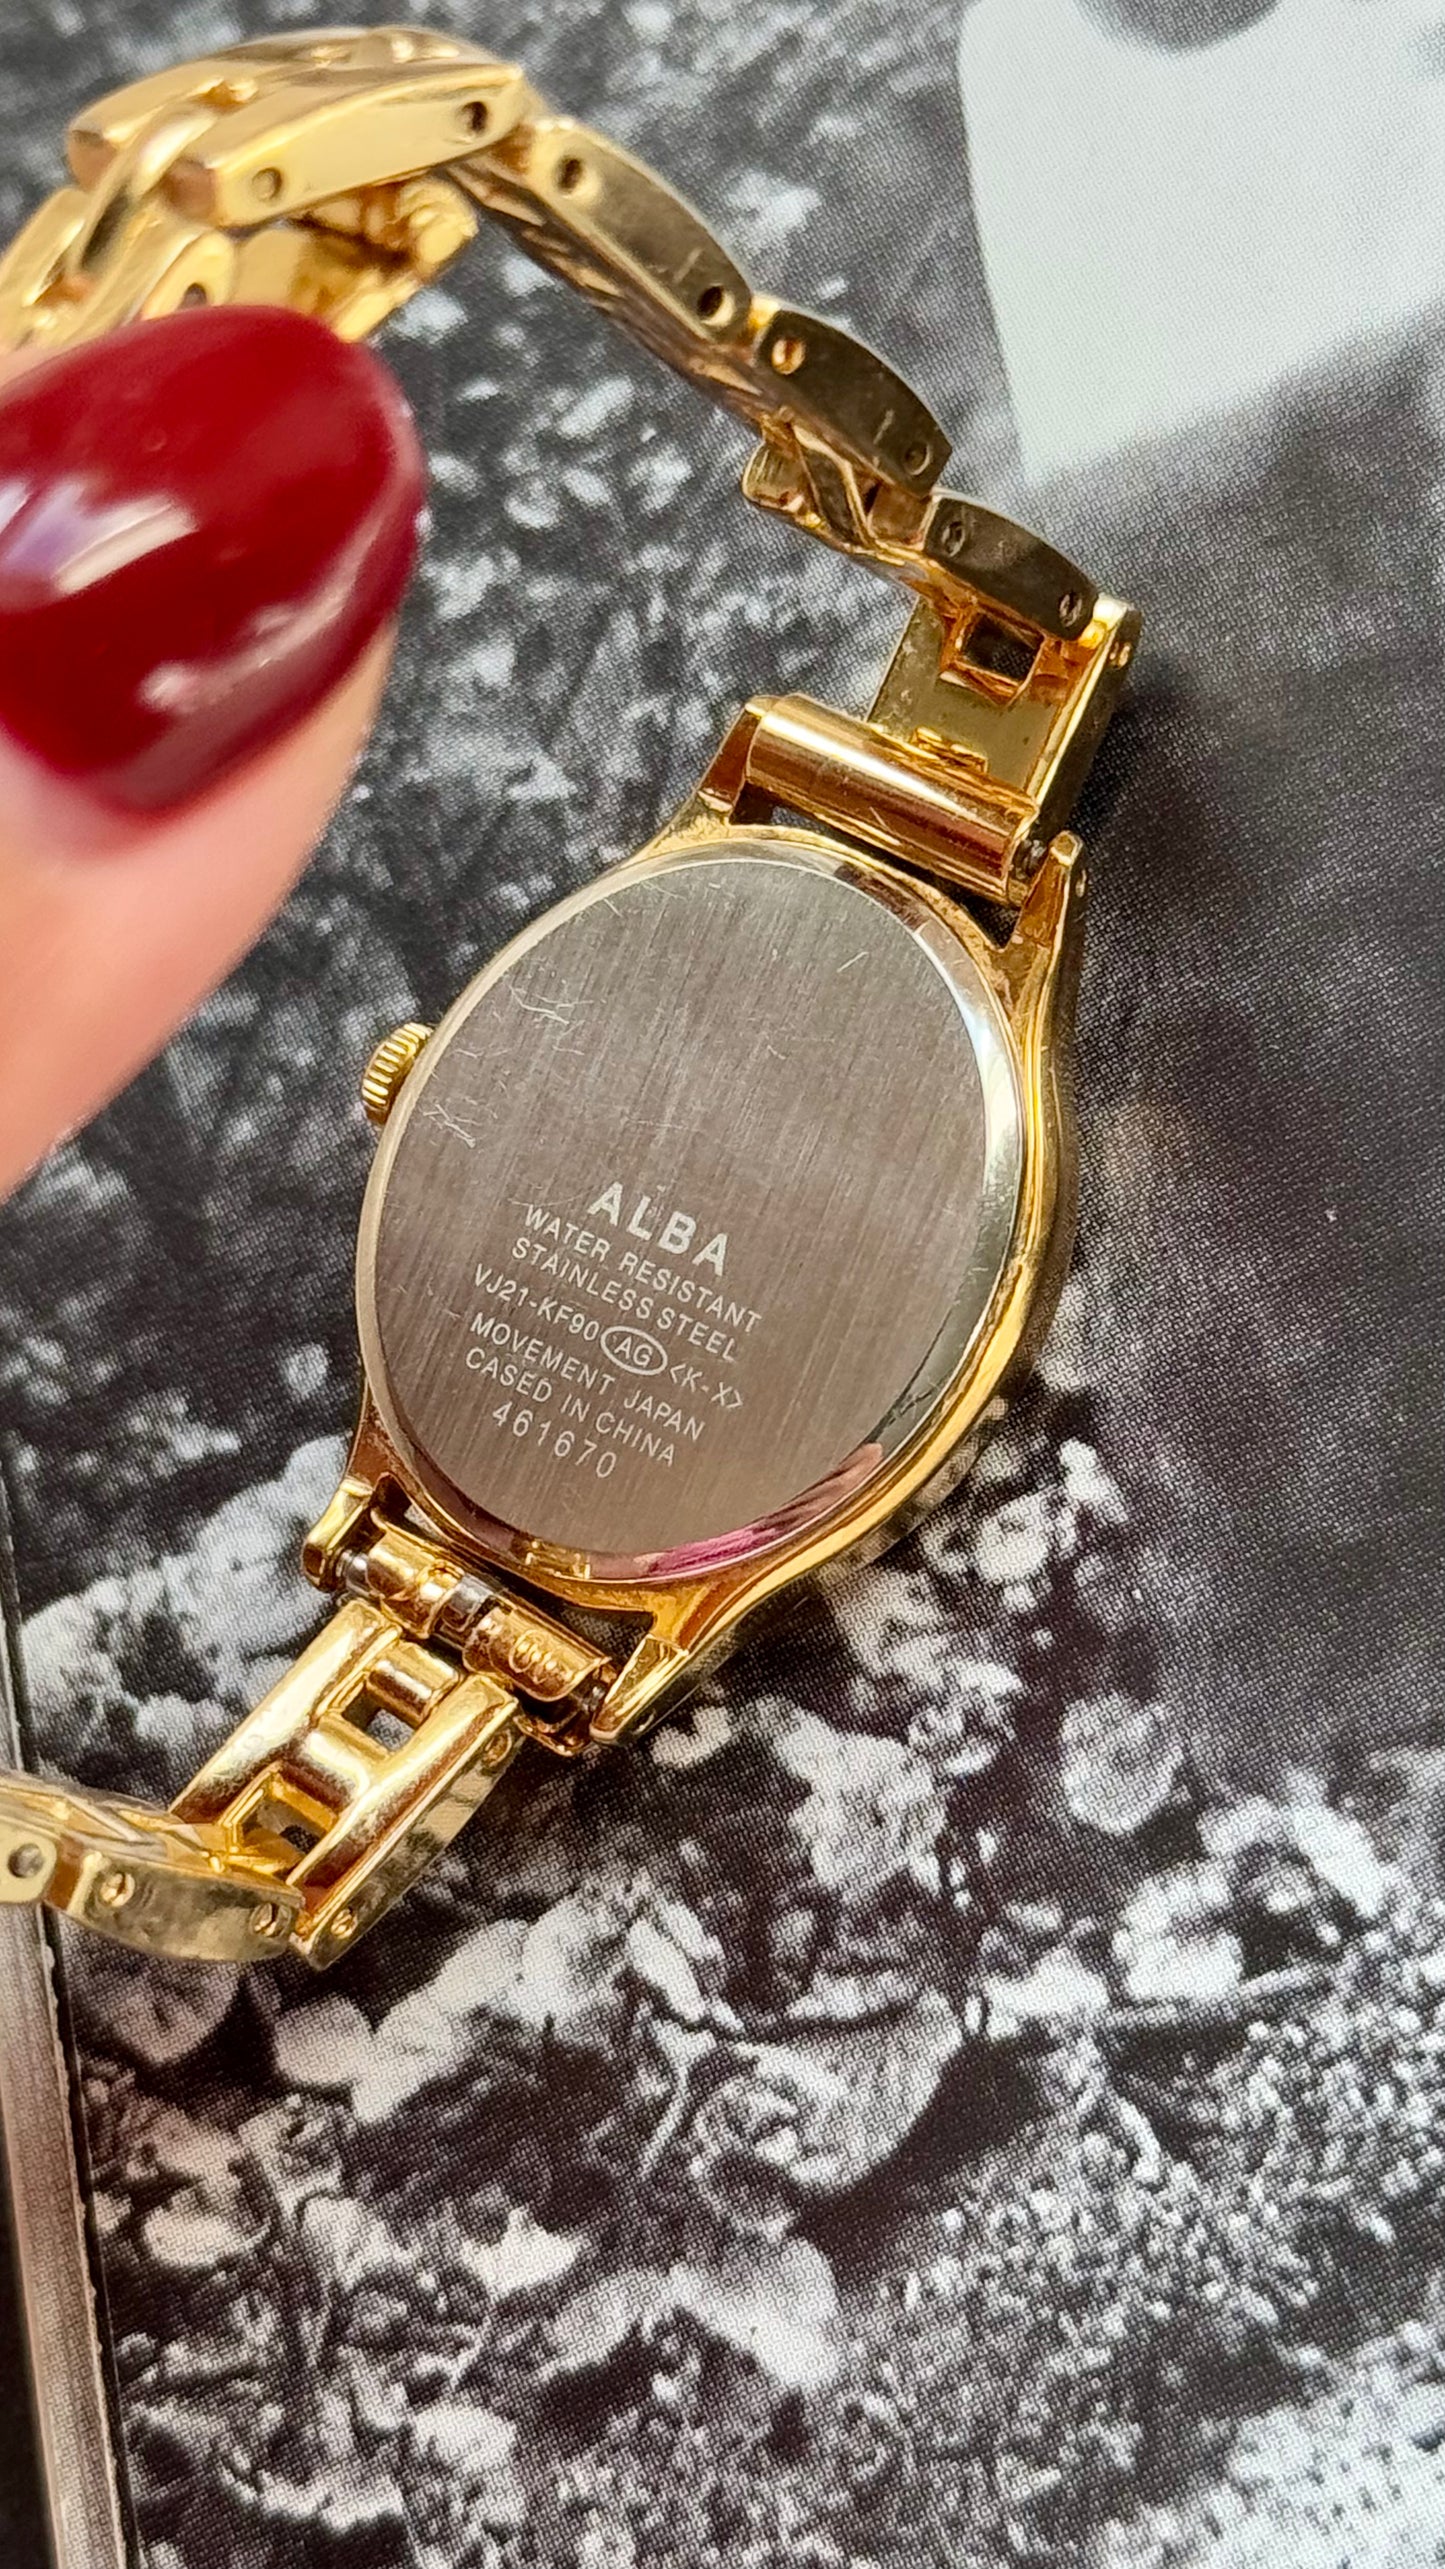 ALBA
WATER RESISTANT
STAINLESS STEEL
VJ21-KF90 AG <K-X>
MOVEMENT JAPAN
CASED IN CHINA
461670